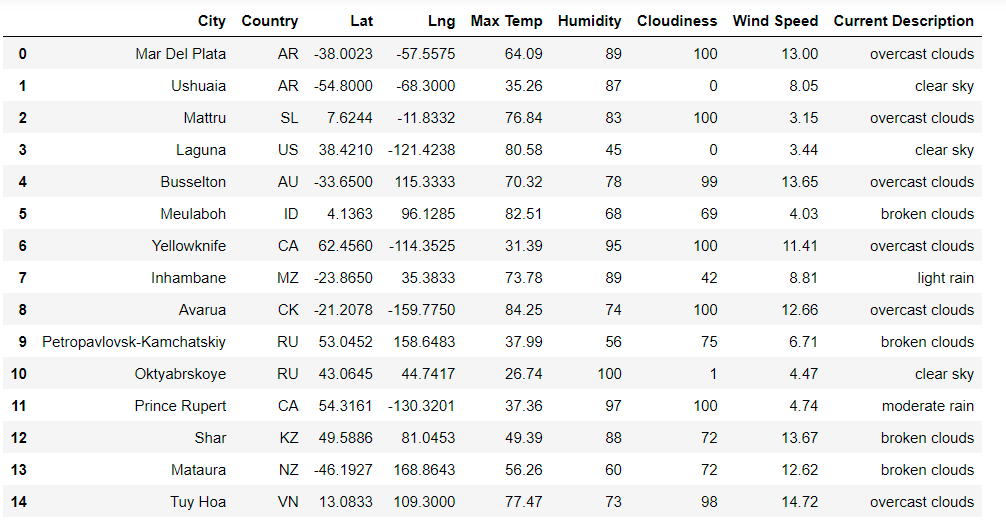 City Country Lat Lng Max Temp Humidity Cloudiness Wind Speed Current Description
0 Mar Del Plata AR -38.0023 -57.5575 64.09 89 100 13.00 overcast clouds
1 Ushuaia AR -54.8000 -68.3000 35.26 87 0 8.05 clear sky
2 Mattru SL 7.6244 -11.8332 76.84 83 100 3.15 overcast clouds
3 Laguna US 38.4210 -121.4238 80.58 45 0 3.44 clear sky
4 Busselton AU -33.6500 115.3333 70.32 78 99 13.65 overcast clouds
5 Meulaboh ID 4.1363 96.1285 82.51 68 69 4.03 broken clouds
6 Yellowknife CA 62.4560 -114.3525 31.39 95 100 11.41 overcast clouds
7 Inhambane MZ -23.8650 35.3833 73.78 89 42 8.81 light rain
8 Avarua CK -21.2078 -159.7750 84.25 74 100 12.66 overcast clouds
9 Petropavlovsk-Kamchatskiy RU 53.0452 158.6483 37.99 56 75 6.71 broken clouds
10 Oktyabrskoye RU 43.0645 44.7417 26.74 100 1 4.47 clear sky
11 Prince Rupert CA 54.3161 -130.3201 37.36 97 100 4.74 moderate rain
12 Shar KZ 49.5886 81.0453 49.39 88 72 13.67 broken clouds
13 Mataura NZ -46.1927 168.8643 56.26 60 72 12.62 broken clouds
14 Tuy Hoa VN 13.0833 109.3000 77.47 73 98 14.72 overcast clouds